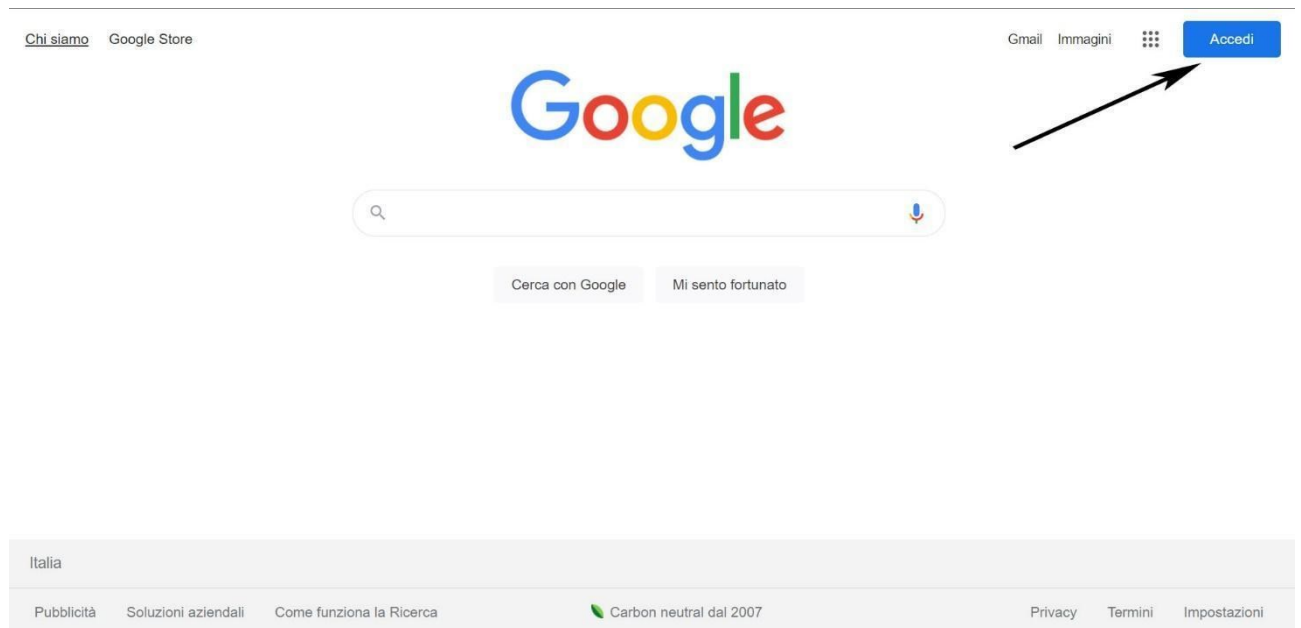 Chi siamo Google Store Gmail Immagini Accedi
Google
Cerca con Google Mi sento fortunato
Italia
Pubblicità Soluzioni aziendali Come funziona la Ricerca Carbon neutral dal 2007 Privacy Termini Impostazioni